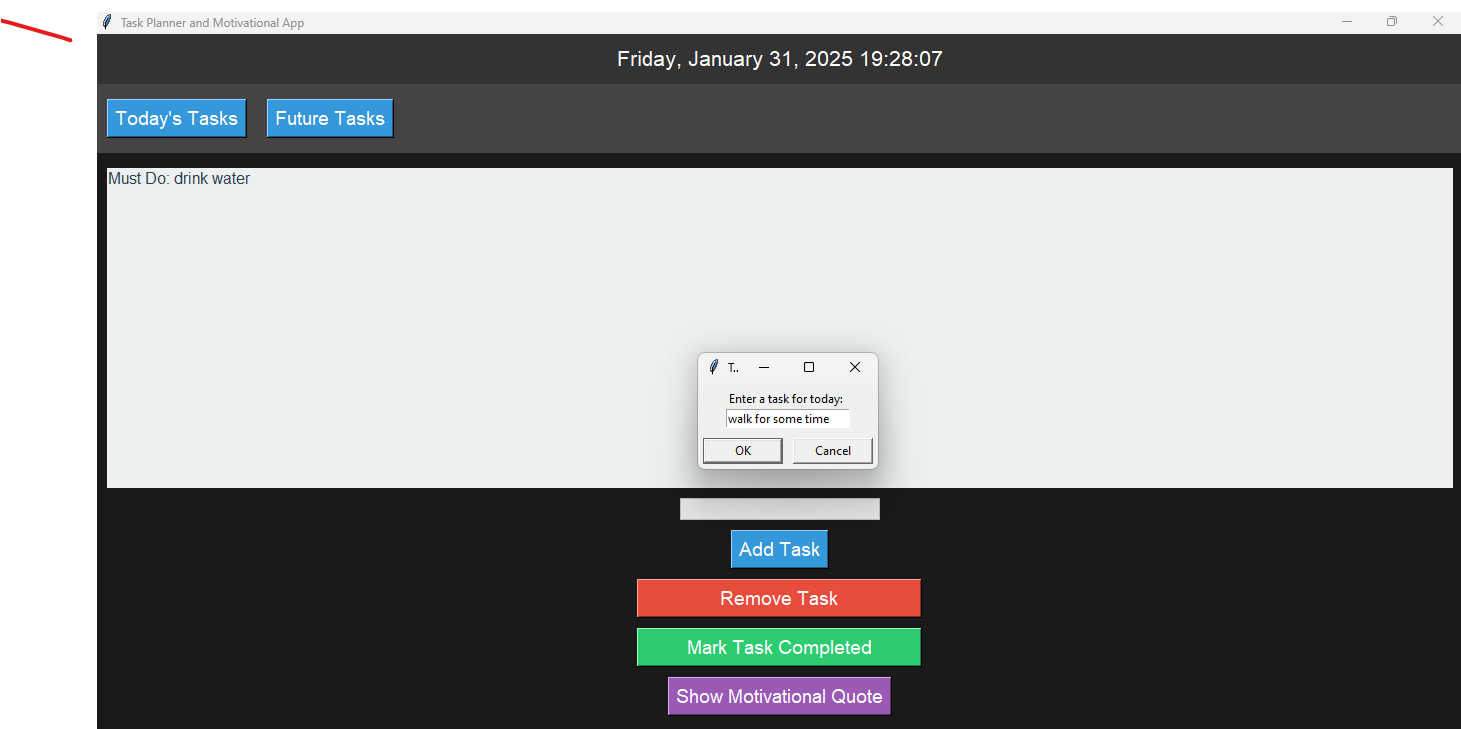 Task Planner and Motivational App
Friday, January 31, 2025 19:28:07
Today's Tasks
Future Tasks
Must Do: drink water
T..
Enter a task for today:
walk for some time
OK
Cancel
Add Task
Remove Task
Mark Task Completed
Show Motivational Quote